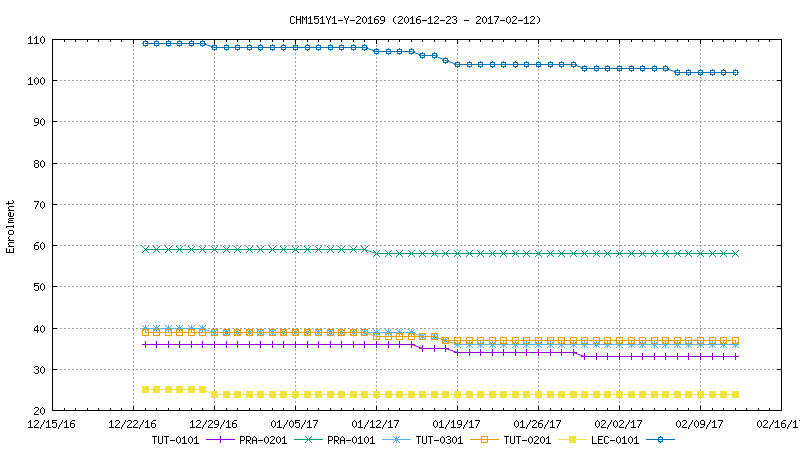 CHM151Y1-Y-20169 (2016-12-23 - 2017-02-12)
110
100
90
80
70
60
50
40
30
20
Enrolment
12/15/16 12/22/16 12/29/16 01/05/17 01/12/17 01/19/17 01/26/17 02/02/17 02/09/17 02/16/17
TUT-0101 PRA-0201 PRA-0101 TUT-0301 TUT-0201 LEC-0101